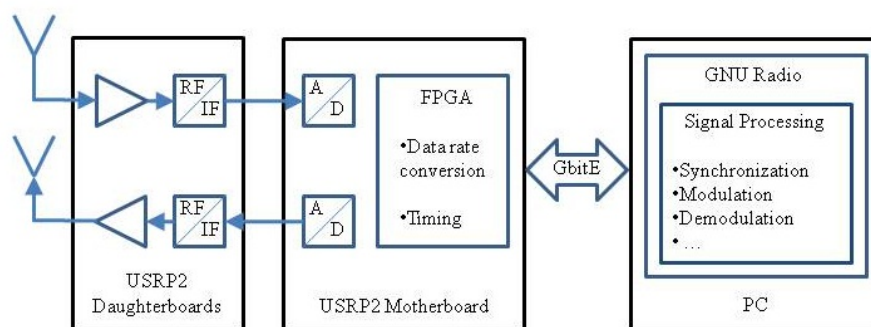 RF
IF
A
D
FPGA
•Data rate
conversion
•Timing
RF
IF
A
D
USRP2
Daughterboards
USRP2 Motherboard
GbitE
GNU Radio
Signal Processing
•Synchronization
•Modulation
•Demodulation
•...
PC